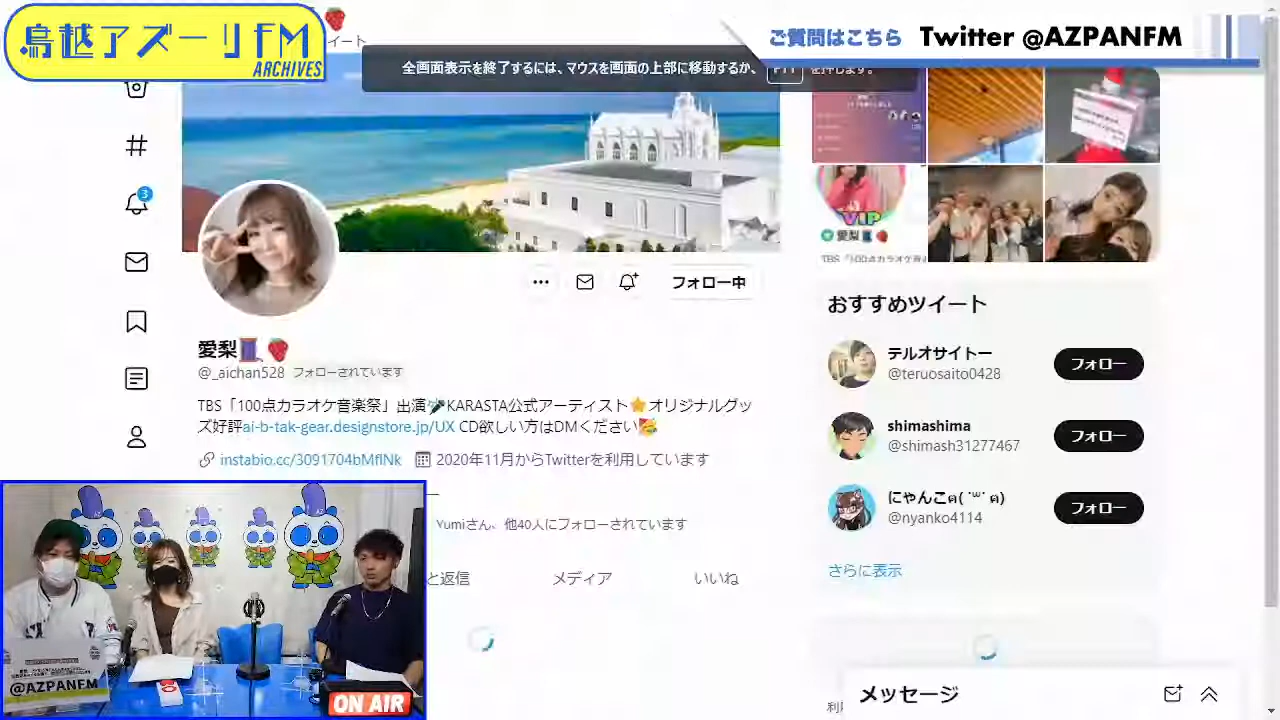 鳥越アズーリFM
ARCHIVES
イート
ご質問はこちら Twitter @AZPANFM
全画面表示を終了するには、マウスを画面の上部に移動するか、 F11 を押します。
3
VIP
愛梨
フォロー中
愛梨🧵🍓
@_aichan528 フォローされています
TBS「100点カラオケ音楽祭」出演🎤KARASTA公式アーティスト⭐オリジナルグッ
ズ好評ai-b-tak-gear.designstore.jp/UX CD欲しい方はDMください🥳
instabio.cc/3091704bMflNk 2020年11月からTwitterを利用しています
Yumiさん、他40人にフォローされています
と返信
メディア
いいね
おすすめツイート
テルオサイトー
@teruosaito0428
フォロー
shimashima
@shimash31277467
フォロー
にゃんこฅ( ˙꒳˙ ฅ)
@nyanko4114
フォロー
さらに表示
メッセージ
@AZPANFM
ON AIR